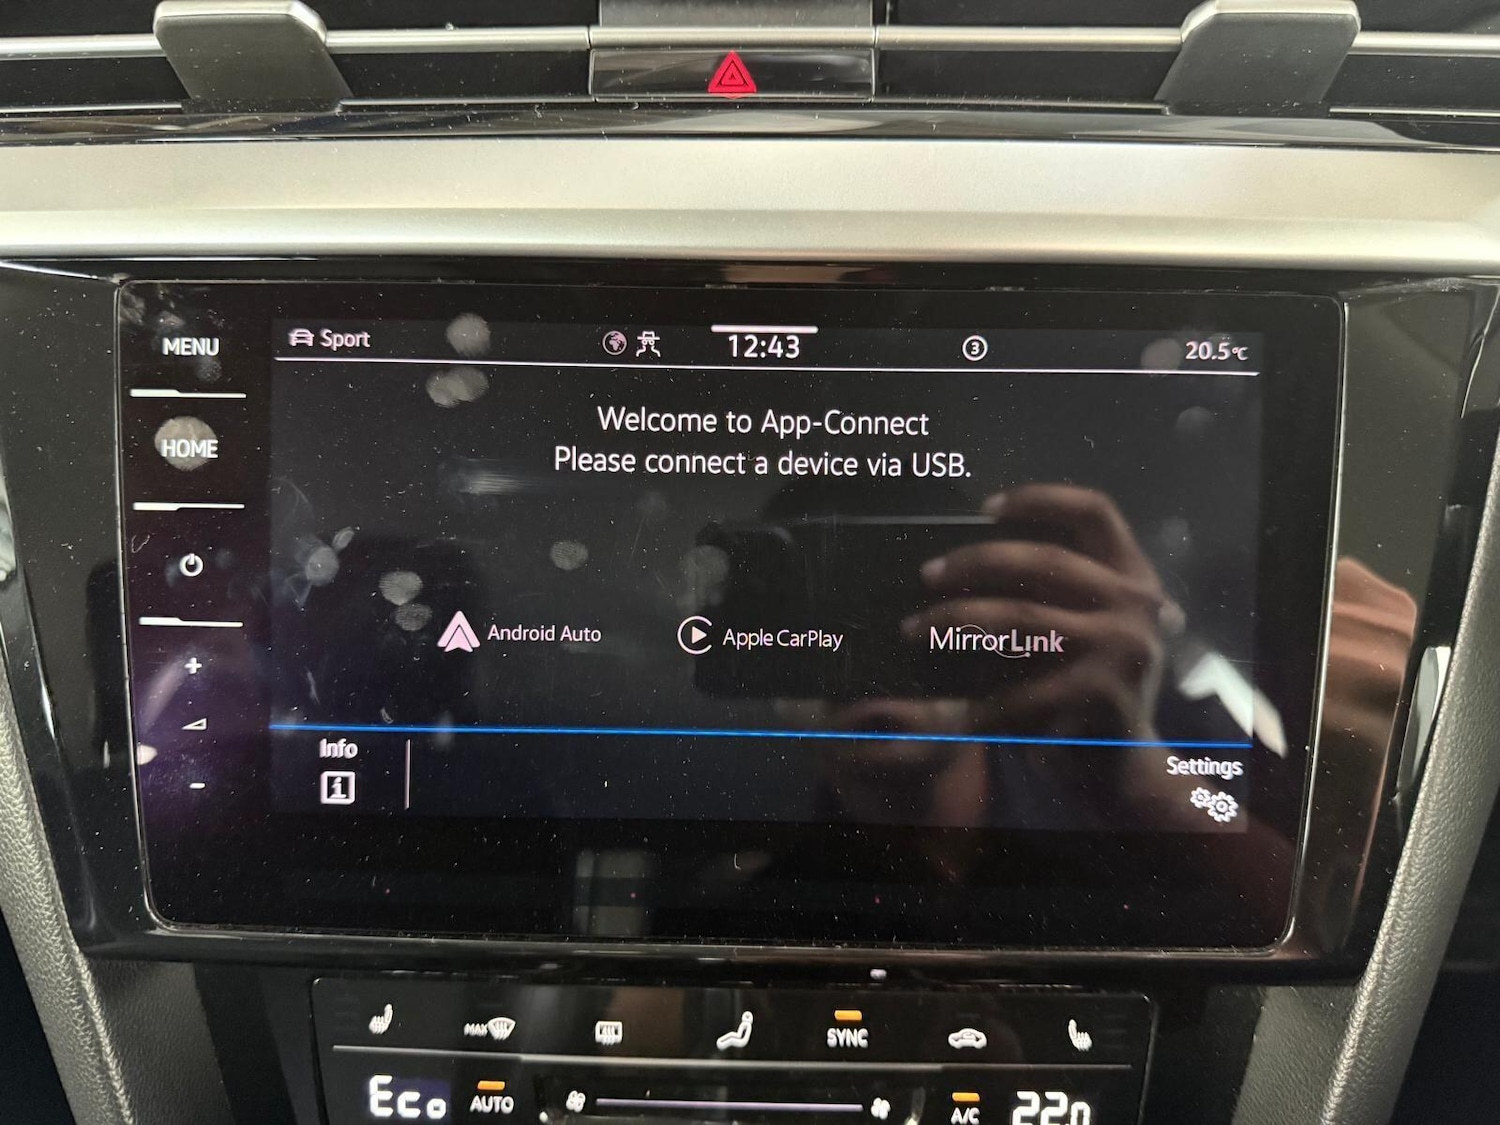 MENU
Sport
12:43
3
20.5°C
HOME
Welcome to App-Connect
Please connect a device via USB.
Android Auto
Apple CarPlay
MirrorLink
+
-
Info
i
Settings
MAX
SYNC
Eco
AUTO
A/C
22.0